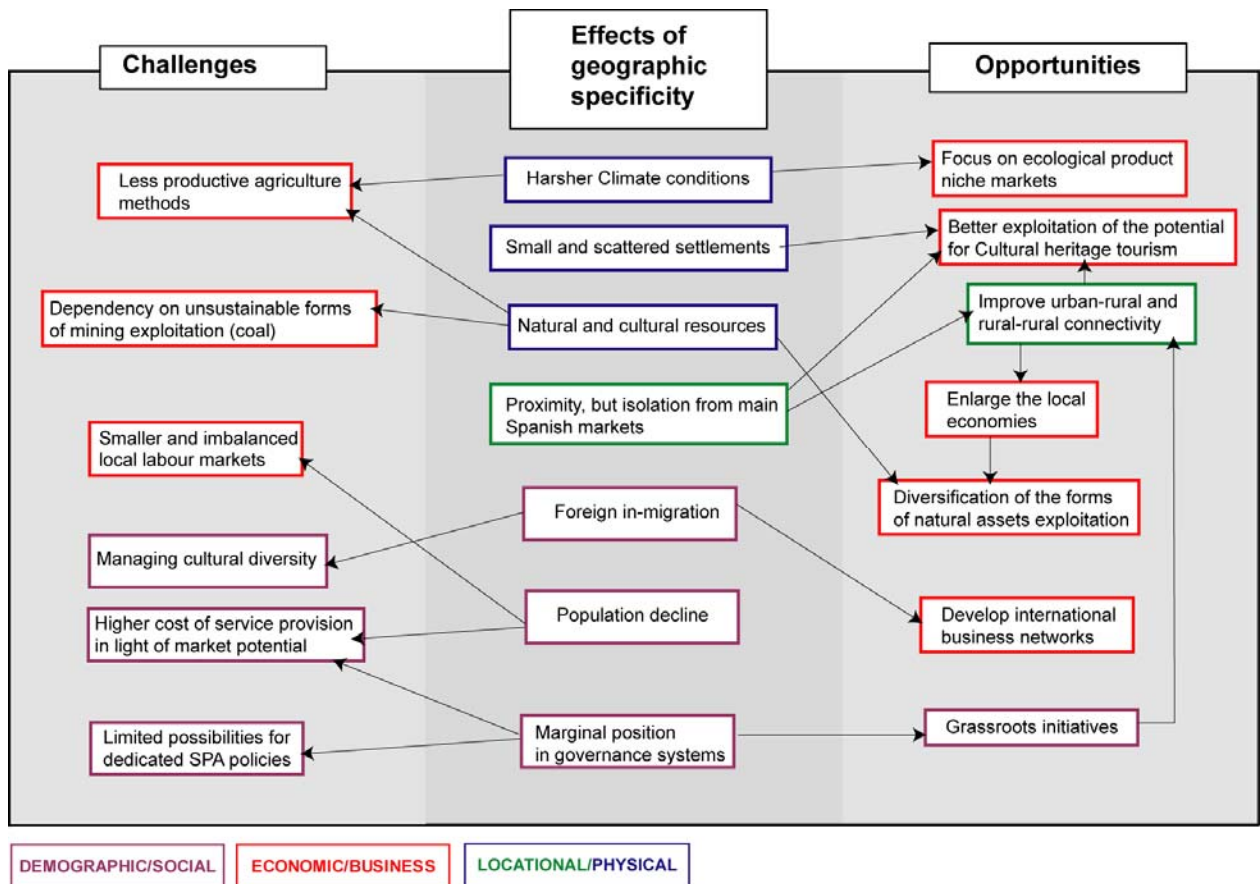 Challenges
Effects of
geographic
specificity
Opportunities
Less productive agriculture
methods
Dependency on unsustainable forms
of mining exploitation (coal)
Smaller and imbalanced
local labour markets
Managing cultural diversity
Higher cost of service provision
in light of market potential
Limited possibilities for
dedicated SPA policies
Harsher Climate conditions
Small and scattered settlements
Natural and cultural resources
Proximity, but isolation from main
Spanish markets
Foreign in-migration
Population decline
Marginal position
in governance systems
Focus on ecological product
niche markets
Better exploitation of the potential
for Cultural heritage tourism
Improve urban-rural and
rural-rural connectivity
Enlarge the local
economies
Diversification of the forms
of natural assets exploitation
Develop international
business networks
Grassroots initiatives
DEMOGRAPHIC/SOCIAL
ECONOMIC/BUSINESS
LOCATIONAL/PHYSICAL